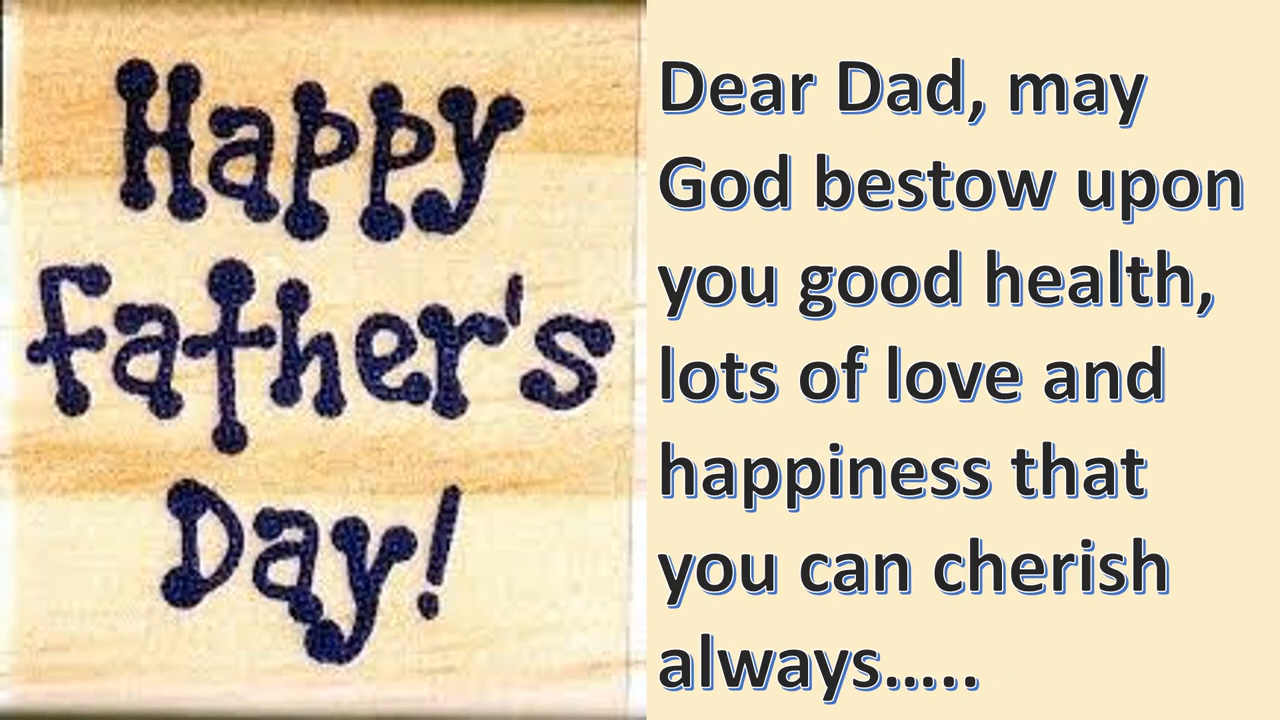 Happy
Father's
Day!
Dear Dad, may
God bestow upon
you good health,
lots of love and
happiness that
you can cherish
always…..